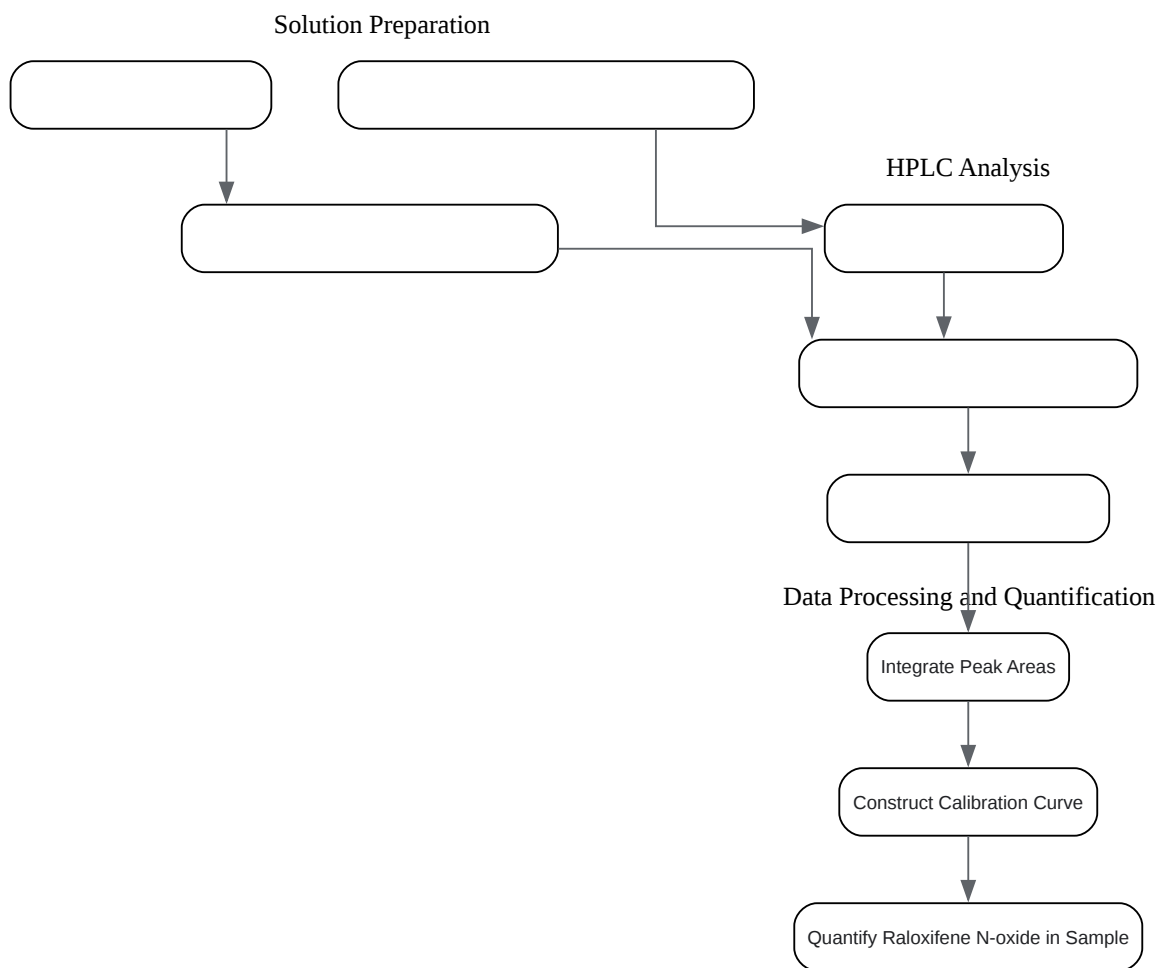 Solution Preparation
HPLC Analysis
Data Processing and Quantification
Integrate Peak Areas
Construct Calibration Curve
Quantify Raloxifene N-oxide in Sample